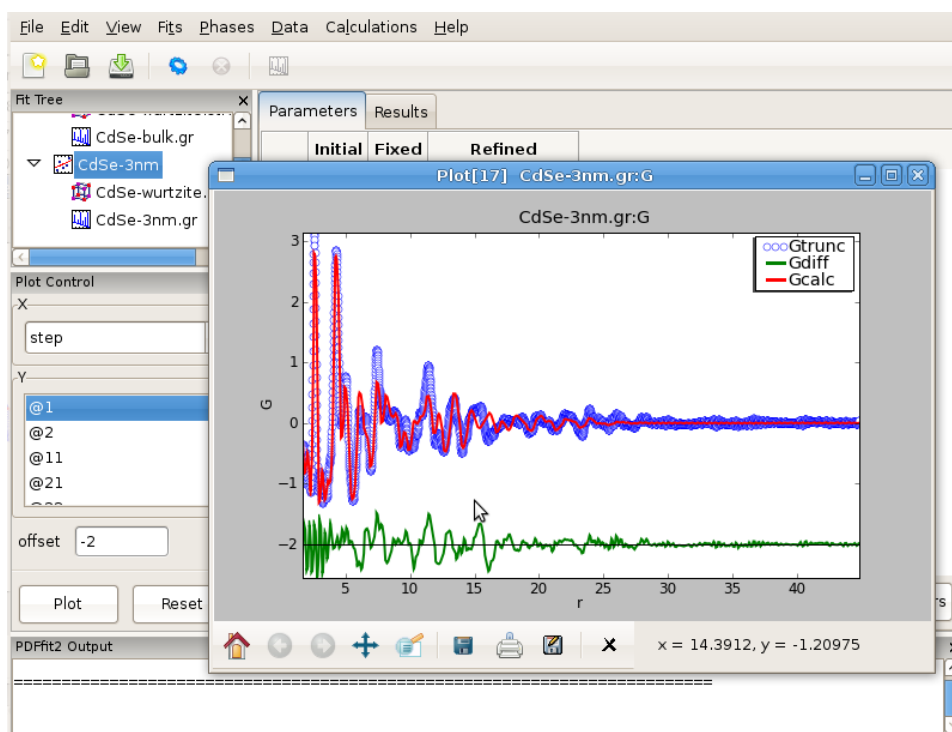 File Edit View Fits Phases Data Calculations Help
Fit Tree
CdSe-bulk.gr
CdSe-3nm
CdSe-wurtzite.
CdSe-3nm.gr
Parameters Results
Initial Fixed Refined
Plot Control
X
step
Y
@1
@2
@11
@21
offset -2
Plot Reset
PDFfit2 Output
=======================================================================
Plot[17] CdSe-3nm.gr:G
CdSe-3nm.gr:G
Gtrunc
Gdiff
Gcalc
3
2
1
0
−1
−2
G
5 10 15 20 25 30 35 40
r
x = 14.3912, y = -1.20975